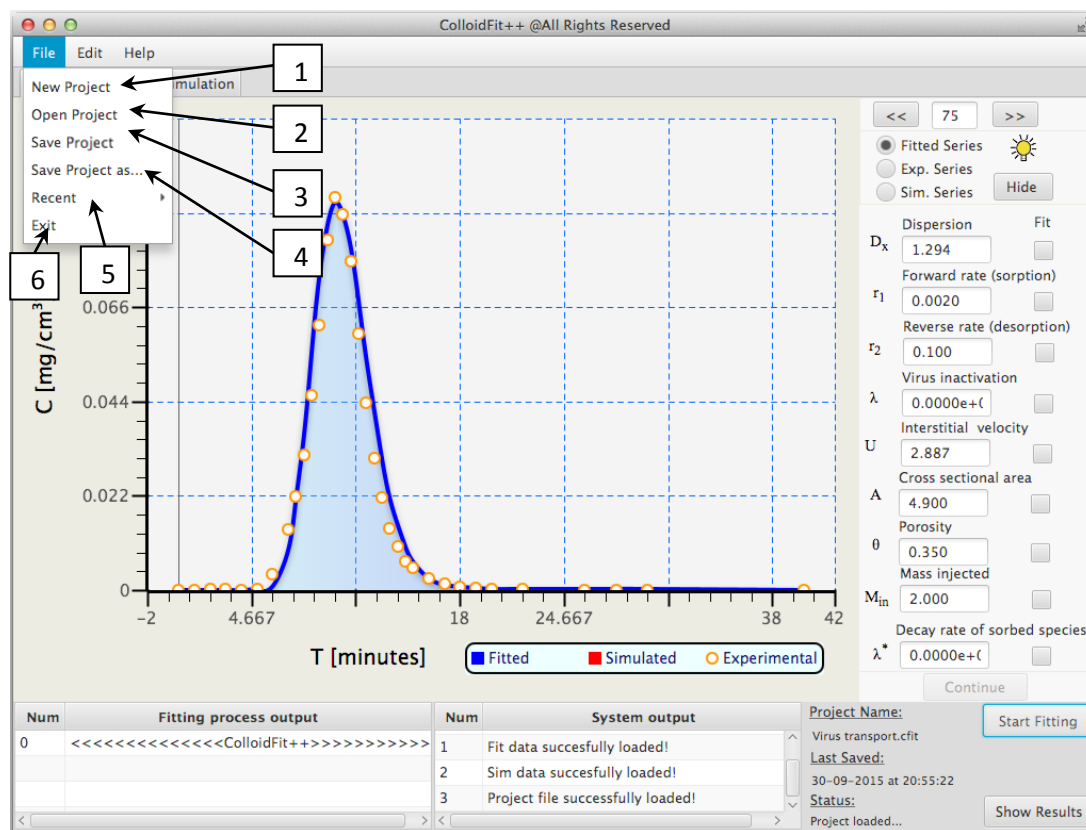 ColloidFit++ @All Rights Reserved
File Edit Help
New Project
Open Project
Save Project
Save Project as...
Recent
Exit
mulation
1
2
3
4
5
6
<< 75 >>
Fitted Series
Exp. Series
Sim. Series
Hide
Dispersion Fit
Dx 1.294
Forward rate (sorption)
r1 0.0020
Reverse rate (desorption)
r2 0.100
Virus inactivation
λ 0.0000e+(
Interstitial velocity
U 2.887
Cross sectional area
A 4.900
Porosity
θ 0.350
Mass injected
Min 2.000
Decay rate of sorbed species
λ* 0.0000e+(
Continue
C [mg/cm³
0.066
0.044
0.022
0
−2 4.667 18 24.667 38 42
T [minutes]
Fitted Simulated Experimental
Num Fitting process output
0 <<<<<<<<<<<<<<ColloidFit++>>>>>>>>>>>
Num System output
1 Fit data succesfully loaded!
2 Sim data succesfully loaded!
3 Project file successfully loaded!
Project Name:
Virus transport.cfit
Last Saved:
30-09-2015 at 20:55:22
Status:
Project loaded...
Start Fitting
Show Results